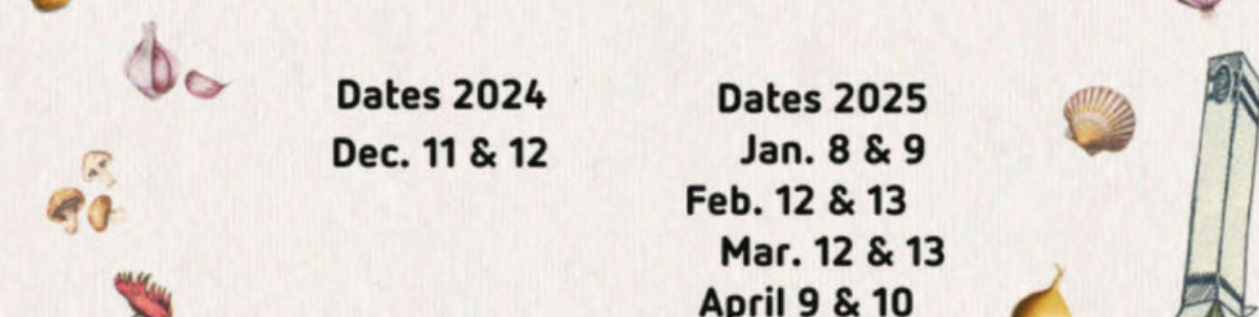 Dates 2024
Dec. 11 & 12
Dates 2025
Jan. 8 & 9
Feb. 12 & 13
Mar. 12 & 13
April 9 & 10